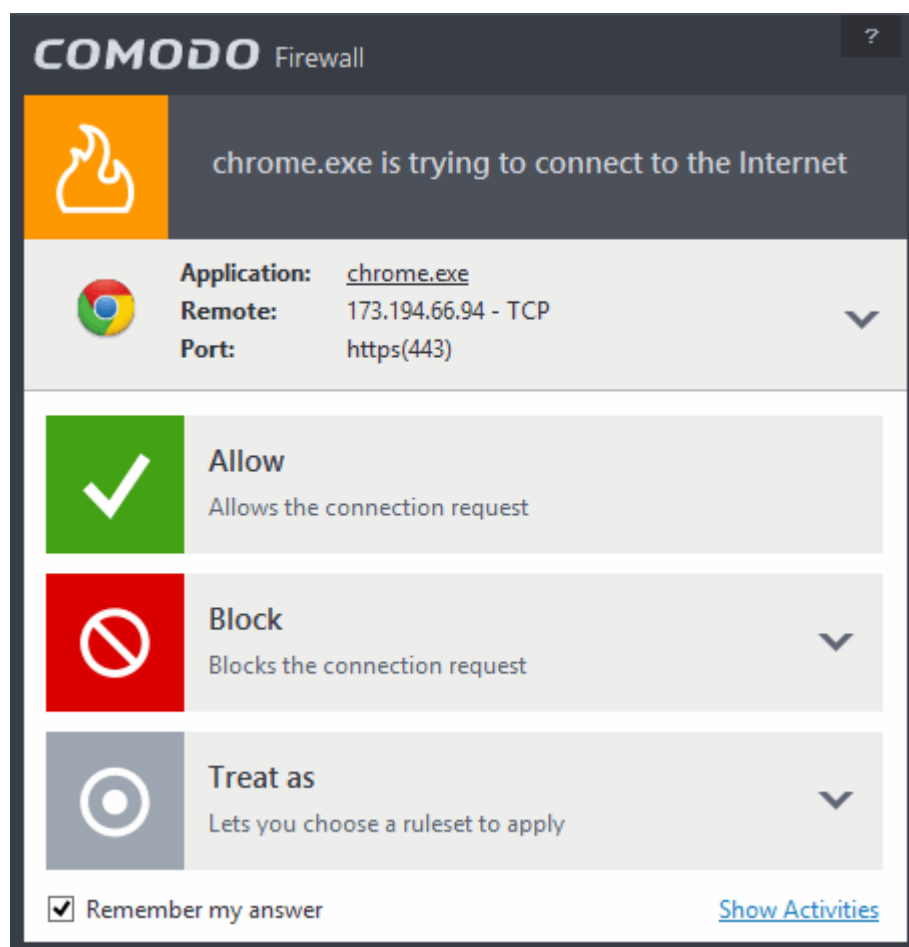 COMODO Firewall
?
chrome.exe is trying to connect to the Internet
Application: chrome.exe
Remote: 173.194.66.94 - TCP
Port: https(443)
Allow
Allows the connection request
Block
Blocks the connection request
Treat as
Lets you choose a ruleset to apply
Remember my answer
Show Activities